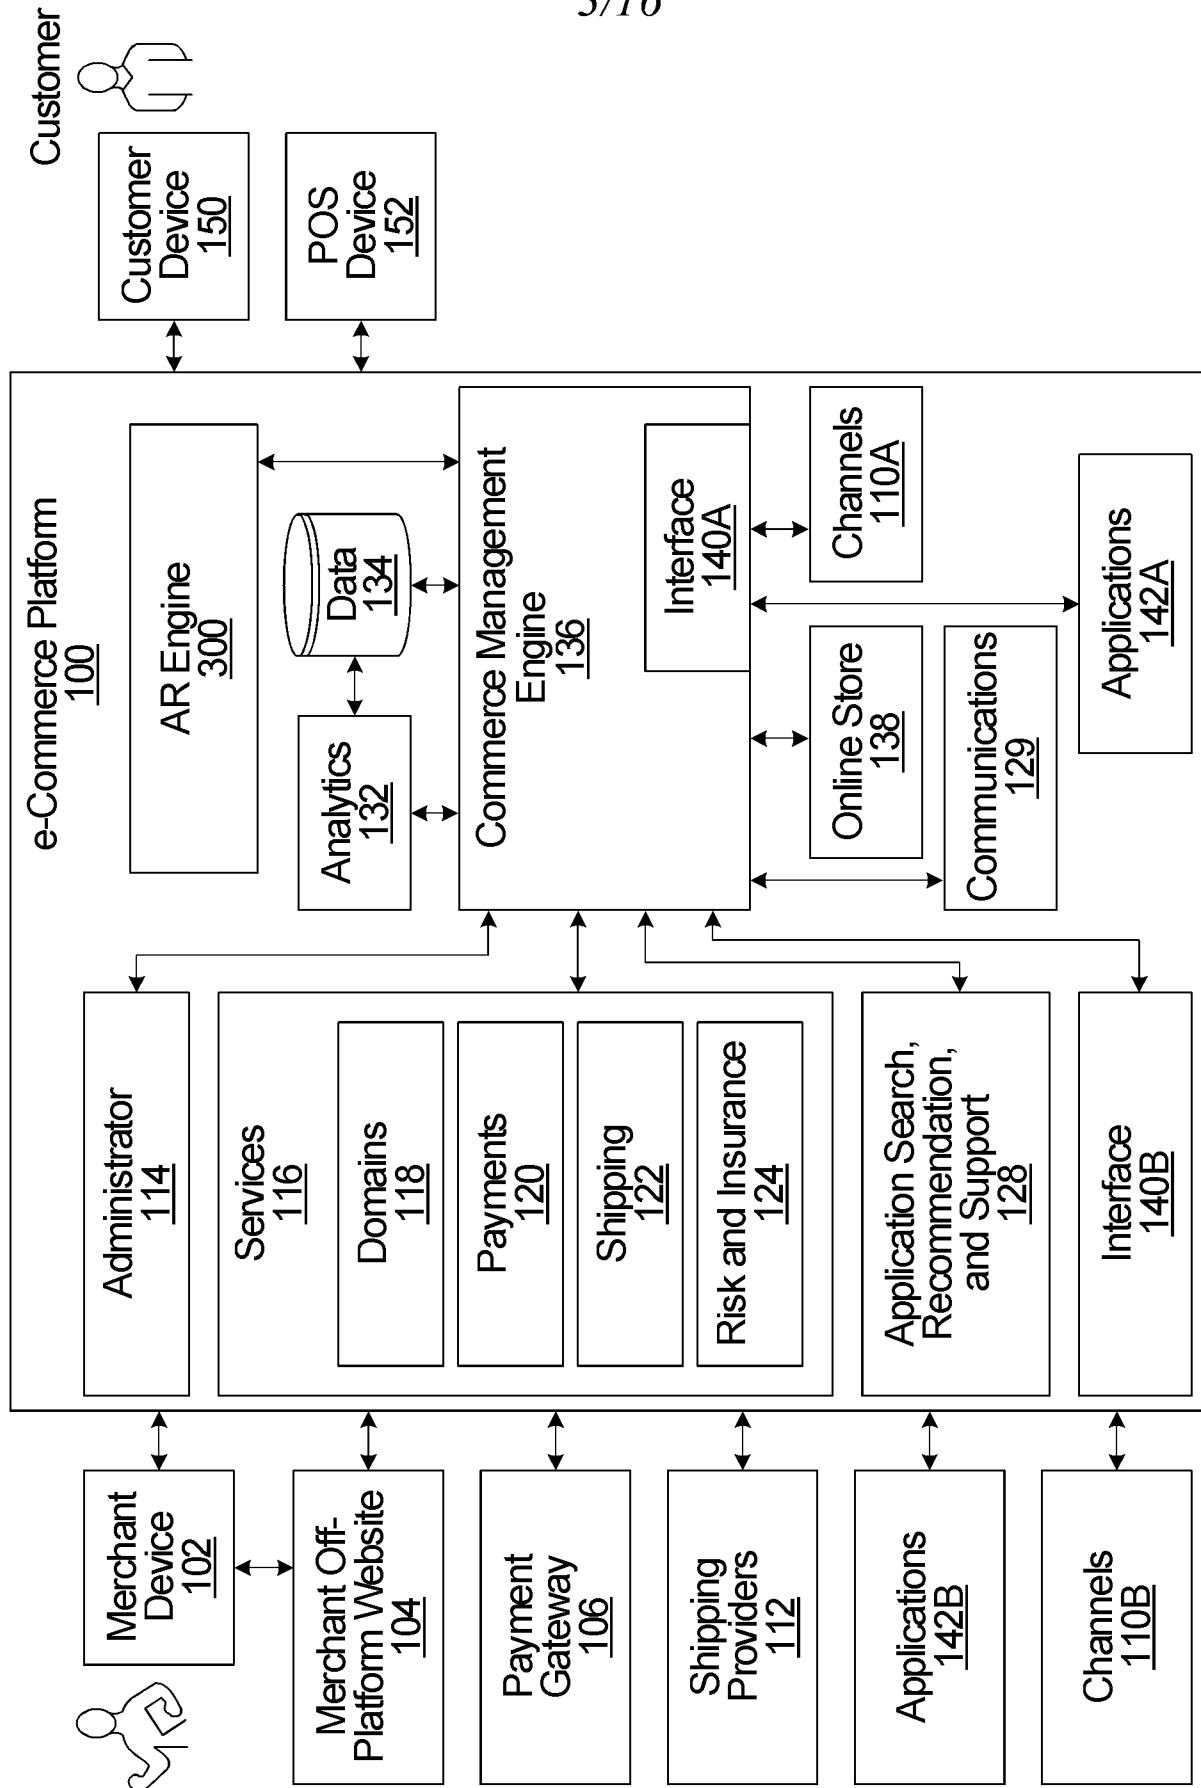 3/16
Customer
Customer
Device
150
POS
Device
152
e-Commerce Platform
100
AR Engine
300
Data
134
Analytics
132
Commerce Management
Engine
136
Interface
140A
Channels
110A
Online Store
138
Communications
129
Applications
142A
Administrator
114
Services
116
Domains
118
Payments
120
Shipping
122
Risk and Insurance
124
Application Search,
Recommendation,
and Support
128
Interface
140B
Merchant
Device
102
Merchant Off-
Platform Website
104
Payment
Gateway
106
Shipping
Providers
112
Applications
142B
Channels
110B